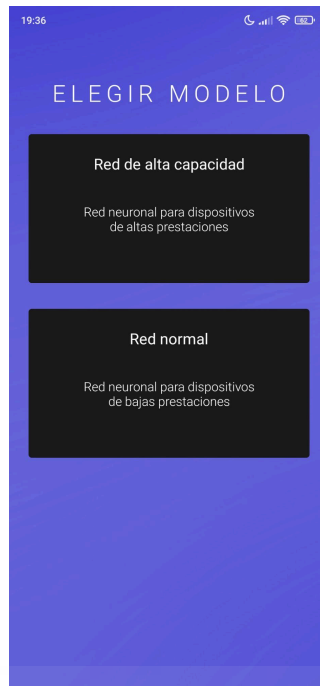 19:36
62
ELEGIR MODELO
Red de alta capacidad
Red neuronal para dispositivos
de altas prestaciones
Red normal
Red neuronal para dispositivos
de bajas prestaciones